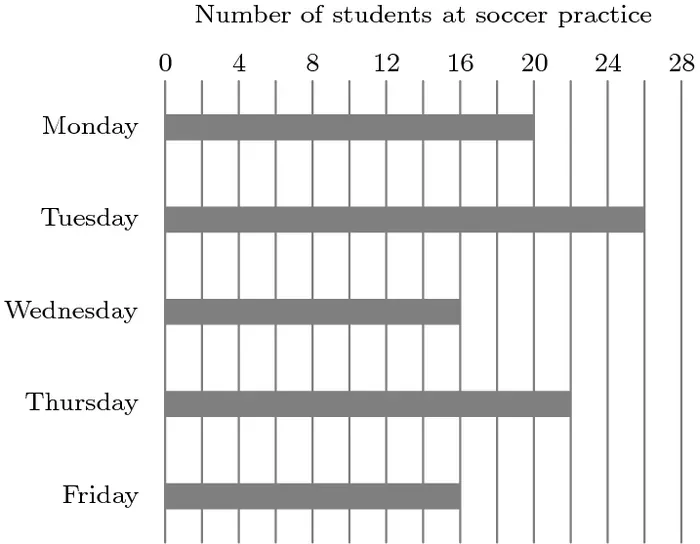 Number of students at soccer practice
0 4 8 12 16 20 24 28
Monday
Tuesday
Wednesday
Thursday
Friday